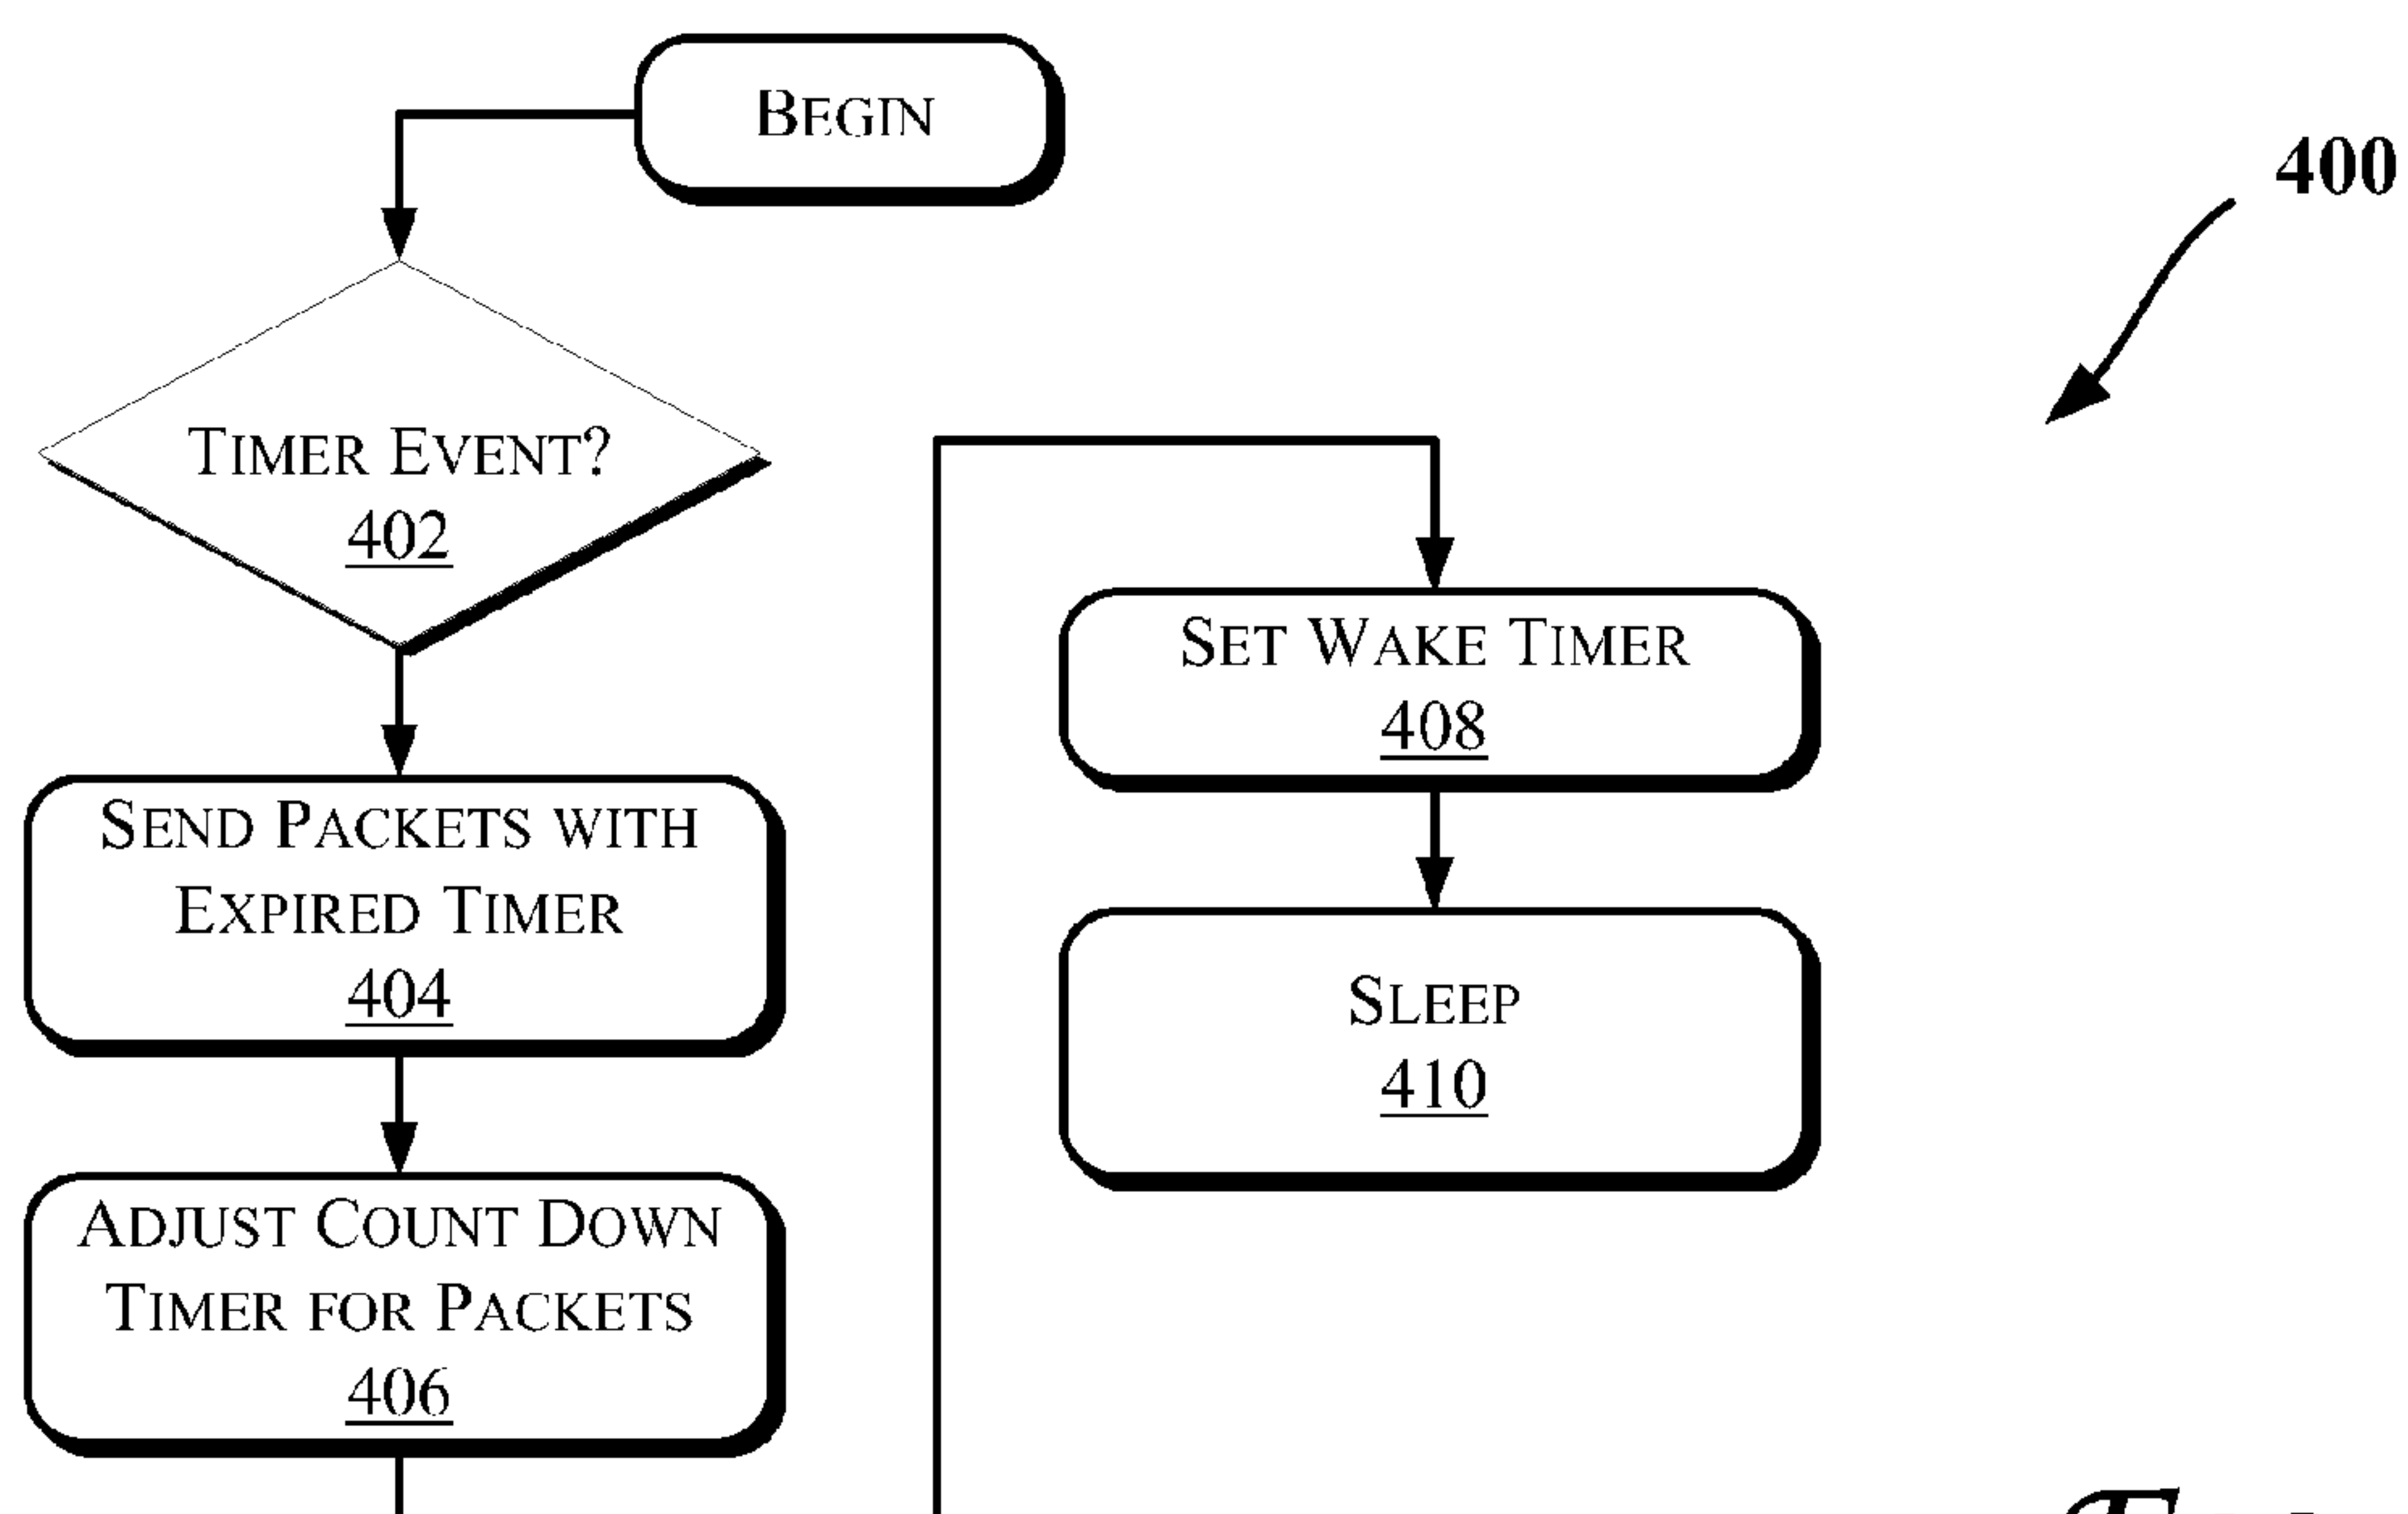 BEGIN
400
TIMER EVENT?
402
SEND PACKETS WITH
EXPIRED TIMER
404
ADJUST COUNT DOWN
TIMER FOR PACKETS
406
SET WAKE TIMER
408
SLEEP
410